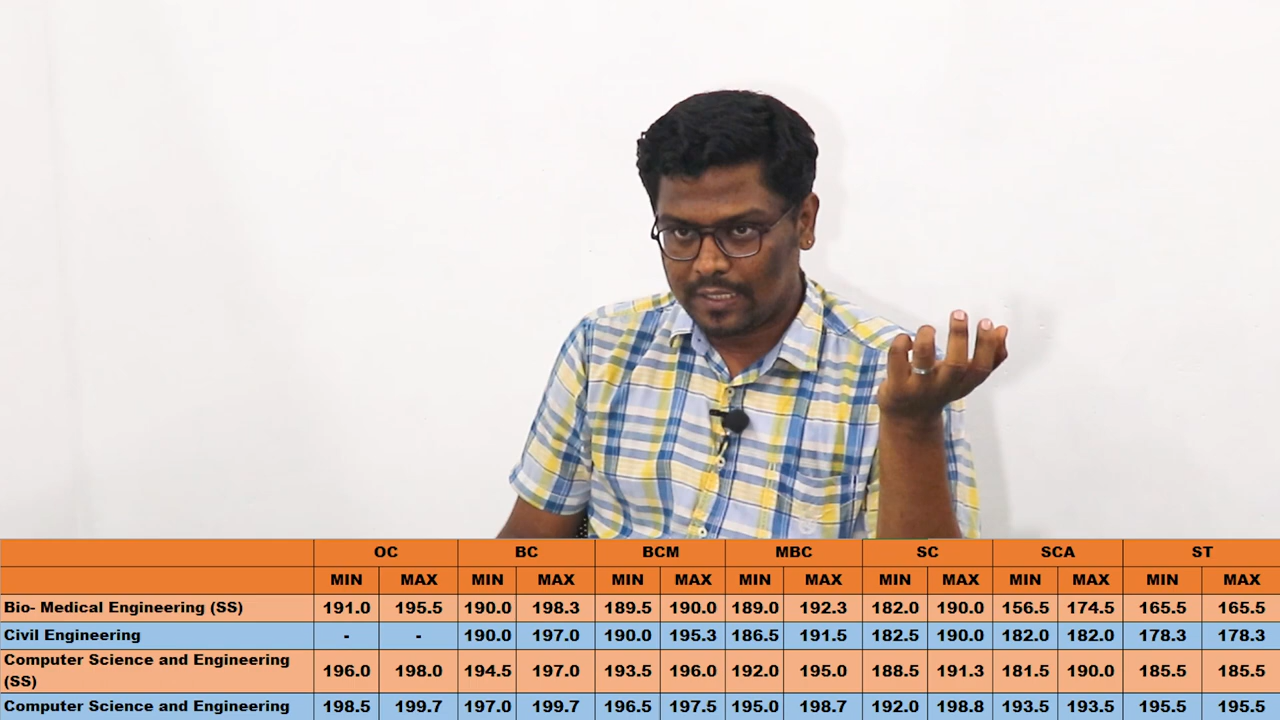 OC BC BCM MBC SC SCA ST
MIN MAX MIN MAX MIN MAX MIN MAX MIN MAX MIN MAX MIN MAX
Bio- Medical Engineering (SS) 191.0 195.5 190.0 198.3 189.5 190.0 189.0 192.3 182.0 190.0 156.5 174.5 165.5 165.5
Civil Engineering - - 190.0 197.0 190.0 195.3 186.5 191.5 182.5 190.0 182.0 182.0 178.3 178.3
Computer Science and Engineering
(SS) 196.0 198.0 194.5 197.0 193.5 196.0 192.0 195.0 188.5 191.3 181.5 190.0 185.5 185.5
Computer Science and Engineering 198.5 199.7 197.0 199.7 196.5 197.5 195.0 198.7 192.0 198.8 193.5 193.5 195.5 195.5